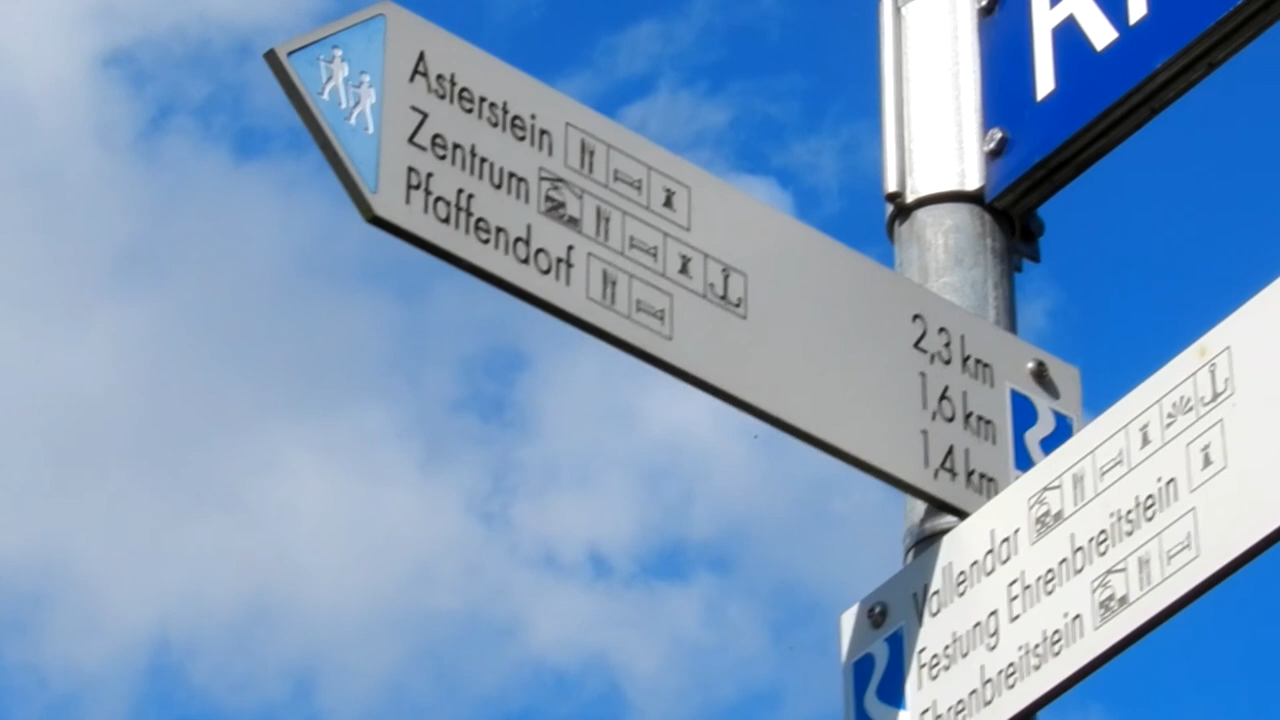 Asterstein 2,3 km
Zentrum 1,6 km
Pfaffendorf 1,4 km
Vallendar
Festung Ehrenbreitstein
Ehrenbreitstein